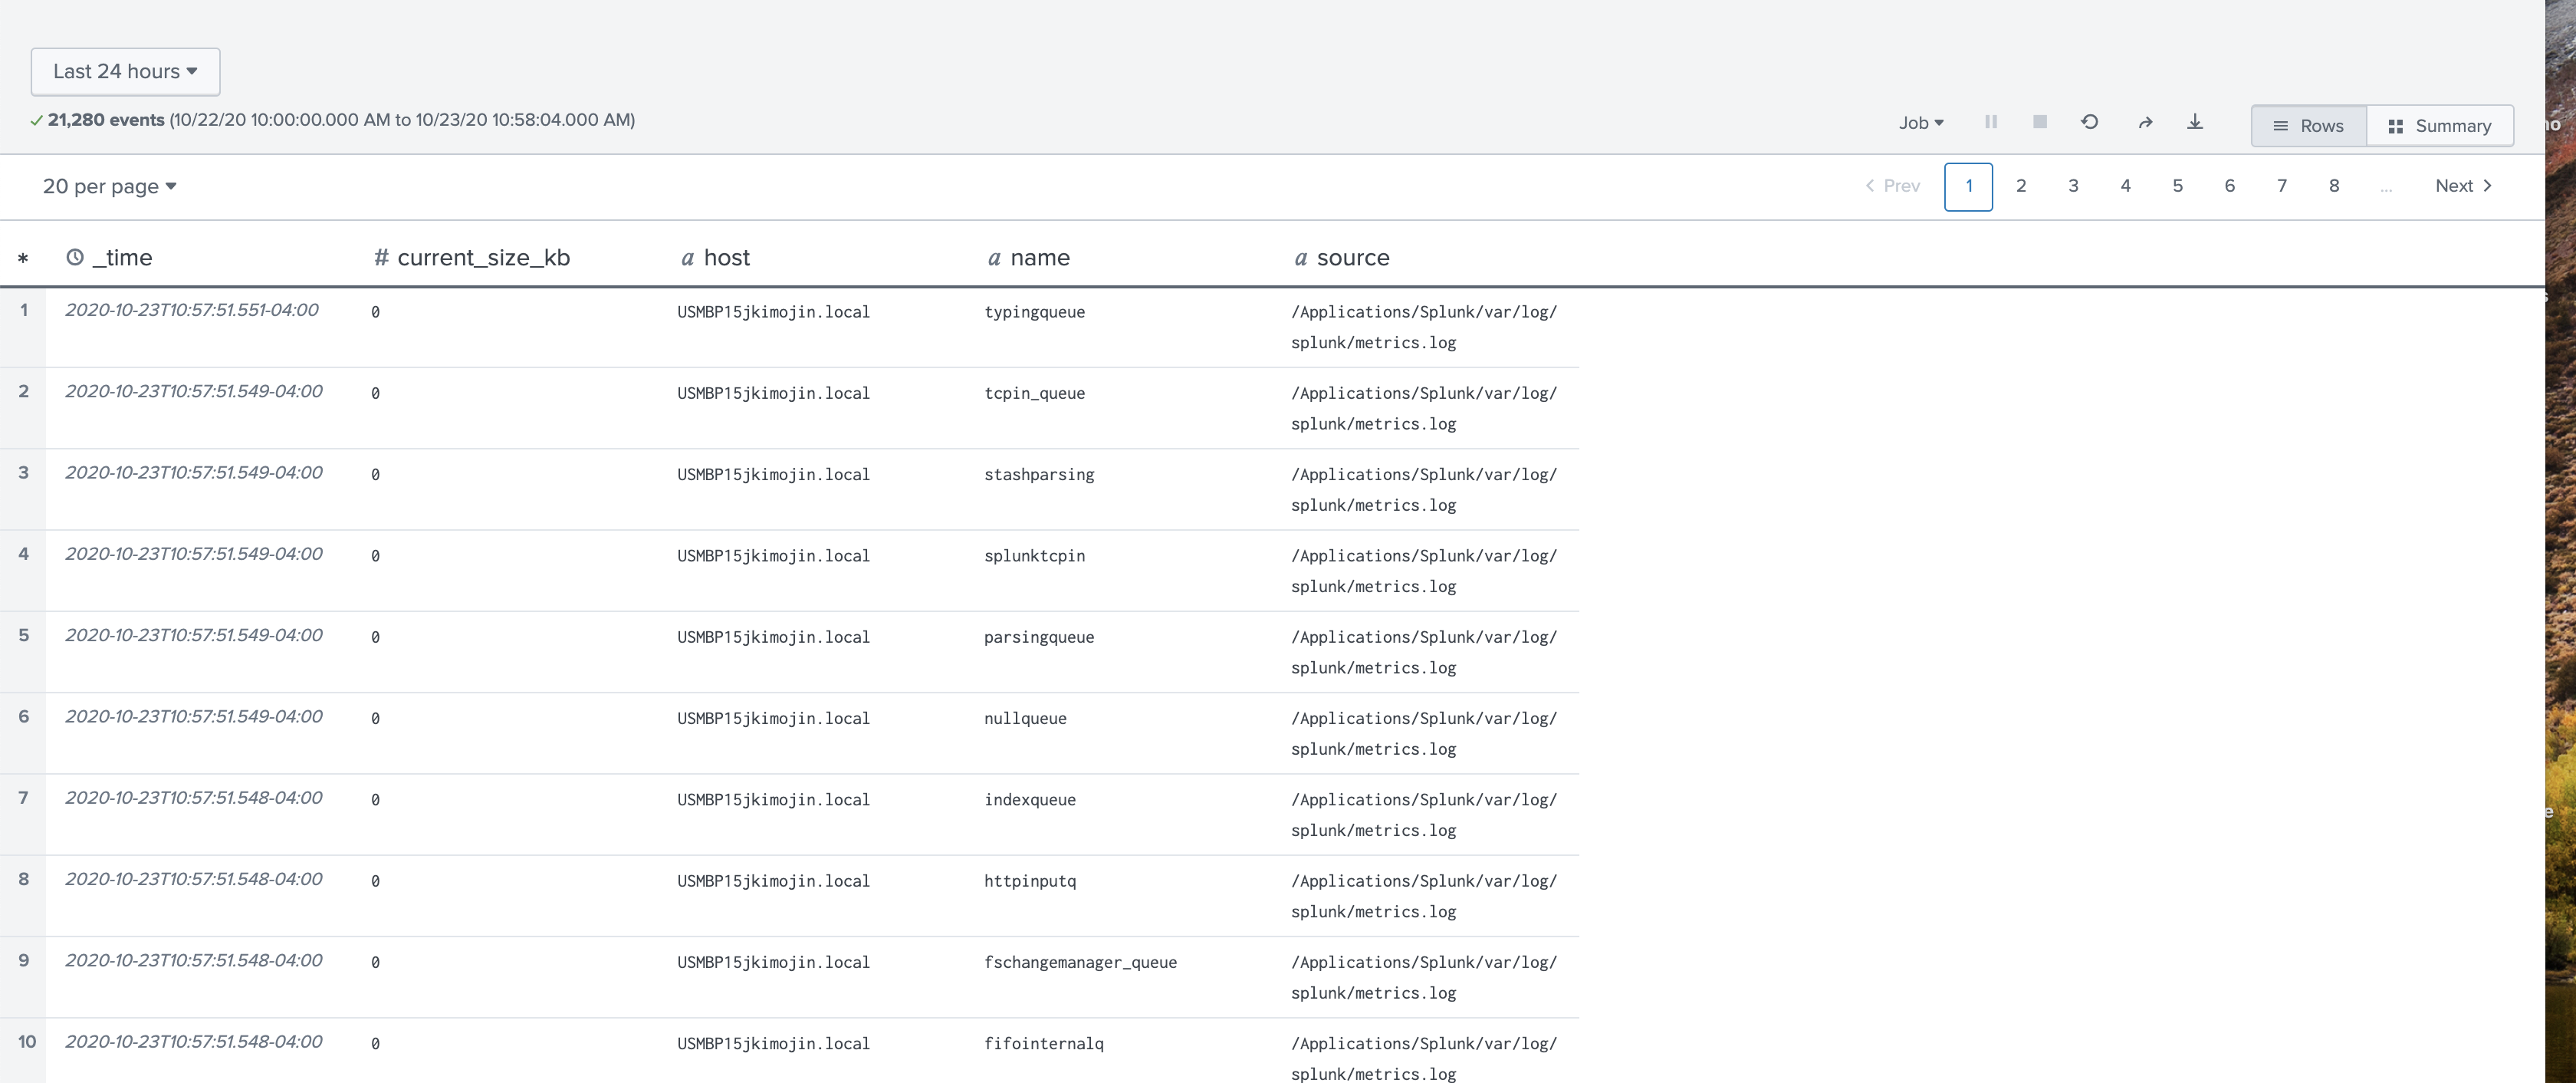 Last 24 hours
21,280 events (10/22/20 10:00:00.000 AM to 10/23/20 10:58:04.000 AM)
Job
Rows
Summary
20 per page
Prev 1 2 3 4 5 6 7 8 ... Next
* _time # current_size_kb a host a name a source
1 2020-10-23T10:57:51.551-04:00 0 USMBP15jkimojin.local typingqueue /Applications/Splunk/var/log/
splunk/metrics.log
2 2020-10-23T10:57:51.549-04:00 0 USMBP15jkimojin.local tcpin_queue /Applications/Splunk/var/log/
splunk/metrics.log
3 2020-10-23T10:57:51.549-04:00 0 USMBP15jkimojin.local stashparsing /Applications/Splunk/var/log/
splunk/metrics.log
4 2020-10-23T10:57:51.549-04:00 0 USMBP15jkimojin.local splunktcpin /Applications/Splunk/var/log/
splunk/metrics.log
5 2020-10-23T10:57:51.549-04:00 0 USMBP15jkimojin.local parsingqueue /Applications/Splunk/var/log/
splunk/metrics.log
6 2020-10-23T10:57:51.549-04:00 0 USMBP15jkimojin.local nullqueue /Applications/Splunk/var/log/
splunk/metrics.log
7 2020-10-23T10:57:51.548-04:00 0 USMBP15jkimojin.local indexqueue /Applications/Splunk/var/log/
splunk/metrics.log
8 2020-10-23T10:57:51.548-04:00 0 USMBP15jkimojin.local httpinputq /Applications/Splunk/var/log/
splunk/metrics.log
9 2020-10-23T10:57:51.548-04:00 0 USMBP15jkimojin.local fschangemanager_queue /Applications/Splunk/var/log/
splunk/metrics.log
10 2020-10-23T10:57:51.548-04:00 0 USMBP15jkimojin.local fifointernalq /Applications/Splunk/var/log/
splunk/metrics.log